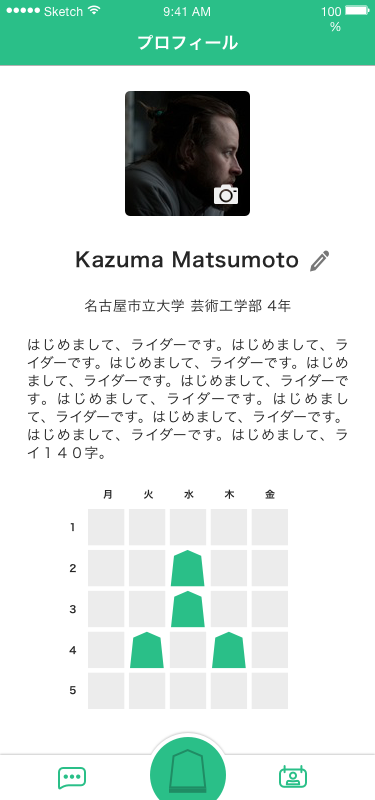 Sketch 9:41 AM 100
%
プロフィール
Kazuma Matsumoto
名古屋市立大学 芸術工学部 4年
はじめまして、ライダーです。はじめまして、ラ
イダーです。はじめまして、ライダーです。はじめ
まして、ライダーです。はじめまして、ライダーで
す。はじめまして、ライダーです。はじめまし
て、ライダーです。はじめまして、ライダーです。
はじめまして、ライダーです。はじめまして、ラ
イ１４０字。
月 火 水 木 金
1
2
3
4
5